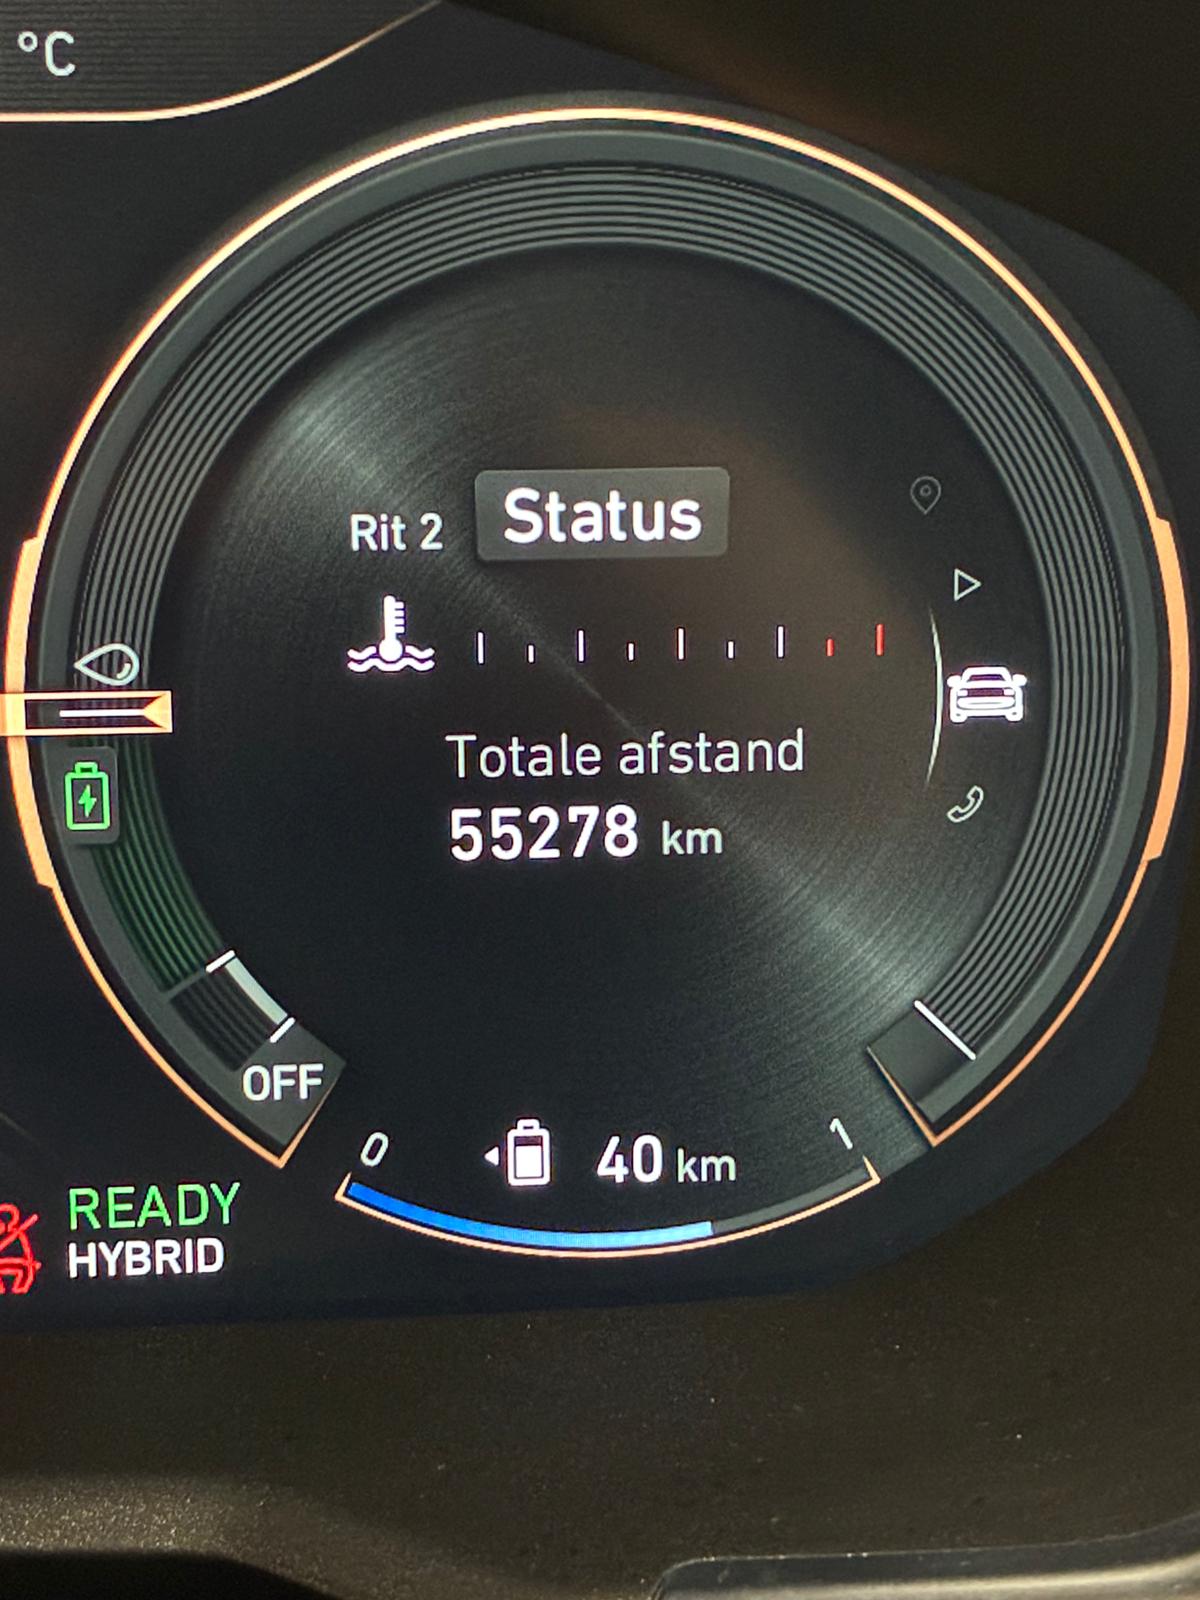 °C
Rit 2 Status
Totale afstand
55278 km
OFF
0 40 km 1
READY
HYBRID